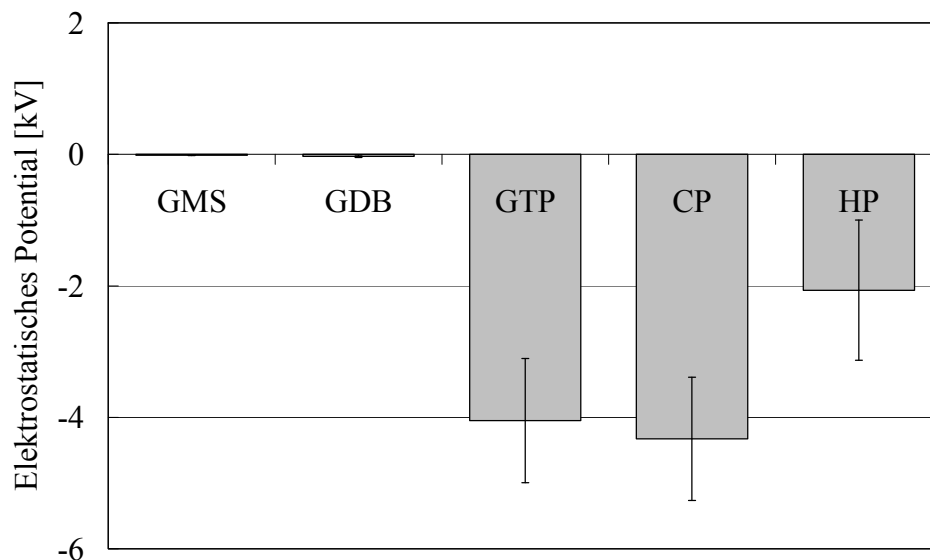 Elektrostatisches Potential [kV]
2
0
-2
-4
-6
GMS
GDB
GTP
CP
HP